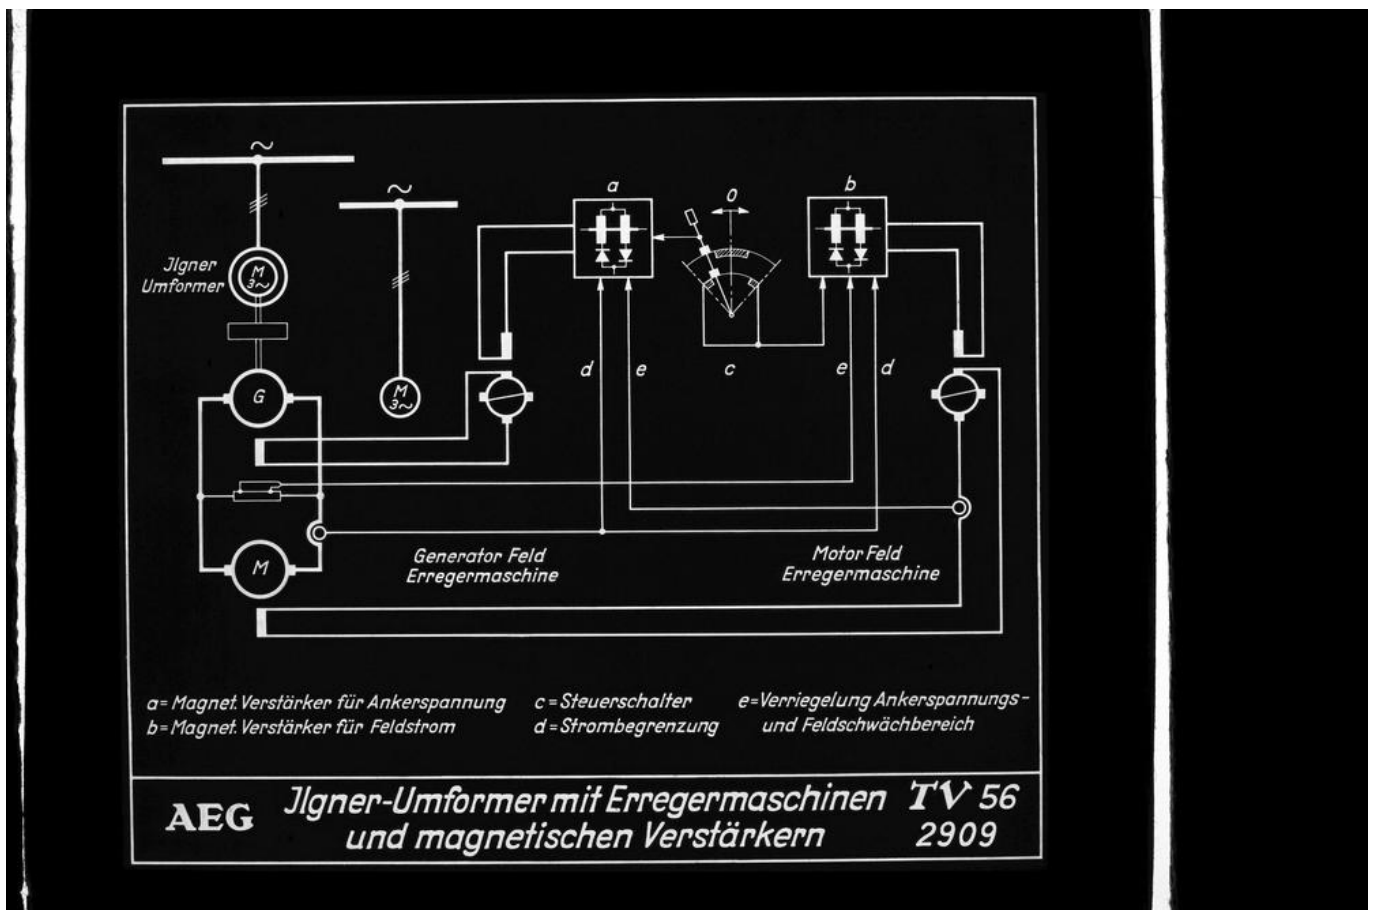 ~
~
a
O
b
Jlgner
Umformer
M
3~
G
M
3~
d
e
c
e
d
Generator Feld
Erregermaschine
Motor Feld
Erregermaschine
M
a= Magnet. Verstärker für Ankerspannung
b= Magnet. Verstärker für Feldstrom
c=Steuerschalter
d=Strombegrenzung
e=Verriegelung Ankerspannungs-
und Feldschwächbereich
AEG
Jlgner-Umformer mit Erregermaschinen
und magnetischen Verstärkern
TV 56
2909